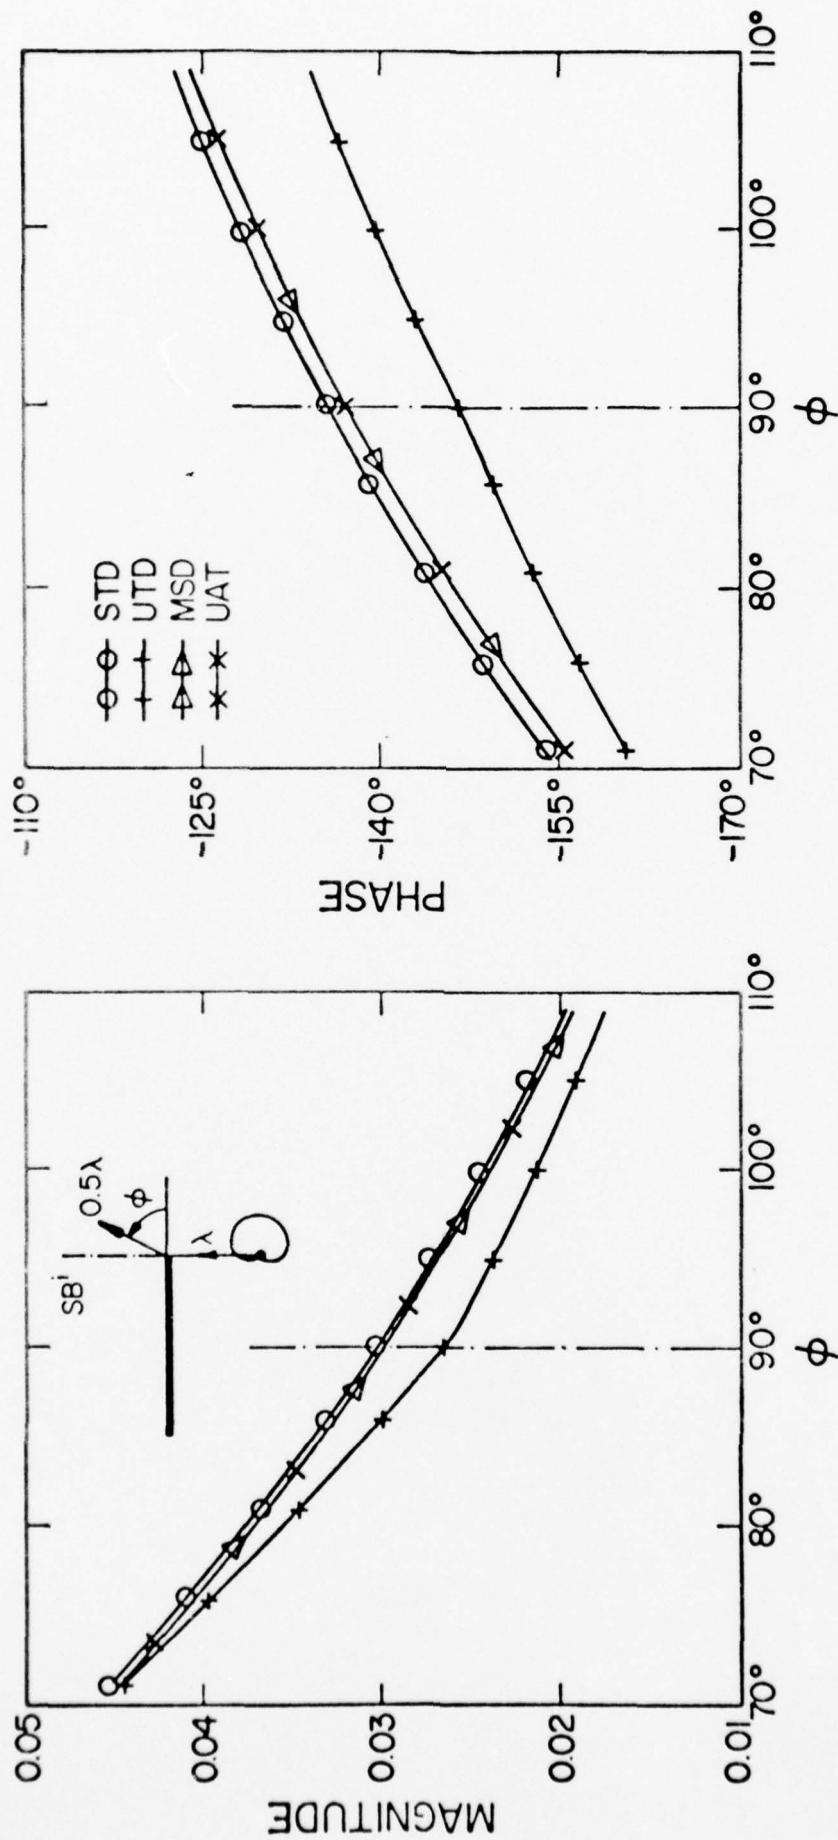 MAGNITUDE
0.05
0.04
0.03
0.02
0.01
70°
80°
90°
100°
110°
ϕ
SBⁱ
0.5λ
ϕ
λ
PHASE
-110°
-125°
-140°
-155°
-170°
70°
80°
90°
100°
110°
ϕ
STD
UTD
MSD
UAT